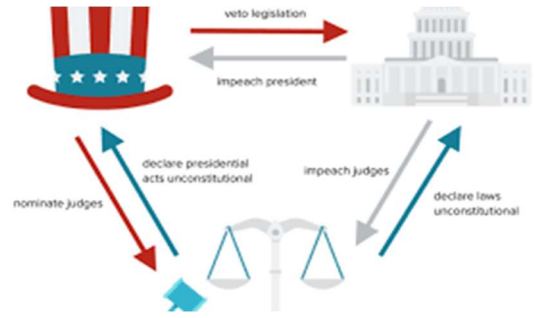 veto legislation
impeach president
declare presidential
acts unconstitutional
impeach judges
nominate judges
declare laws
unconstitutional